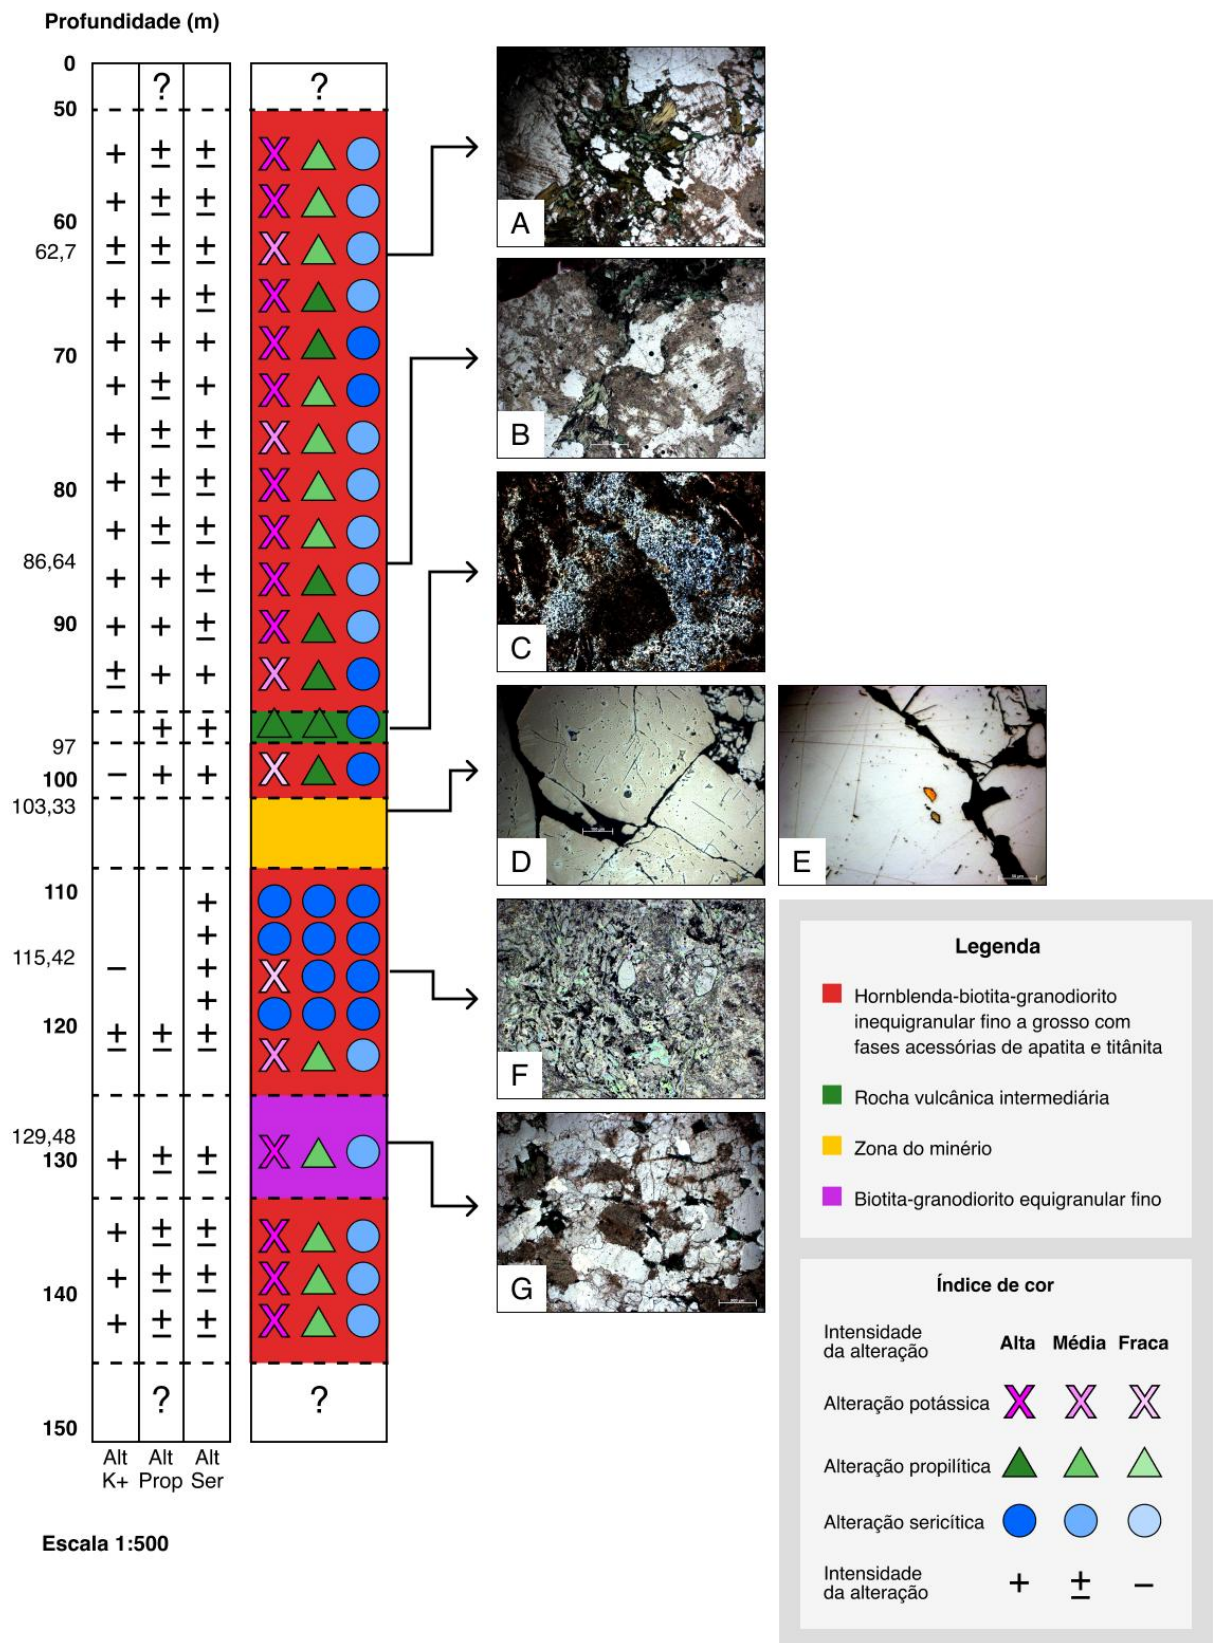 Profundidade (m)
0
50
60
62,7
70
80
86,64
90
97
100
103,33
110
115,42
120
129,48
130
140
150
?
?
+ ± ±
+ ± ±
± ± ±
+ + ±
+ + +
+ ± +
+ ± ±
+ ± ±
+ ± ±
+ + ±
+ + ±
± + +
+ +
− + +
+
+
− +
+
± ± ±
+ ± ±
+ ± ±
+ ± ±
+ ± ±
?
?
Alt Alt Alt
K+ Prop Ser
Escala 1:500
A
B
C
D
E
F
G
Legenda
Hornblenda-biotita-granodiorito
inequigranular fino a grosso com
fases acessórias de apatita e titânita
Rocha vulcânica intermediária
Zona do minério
Biotita-granodiorito equigranular fino
Índice de cor
Intensidade
da alteração
Alta Média Fraca
Alteração potássica
Alteração propilítica
Alteração sericítica
Intensidade
da alteração
+ ± −